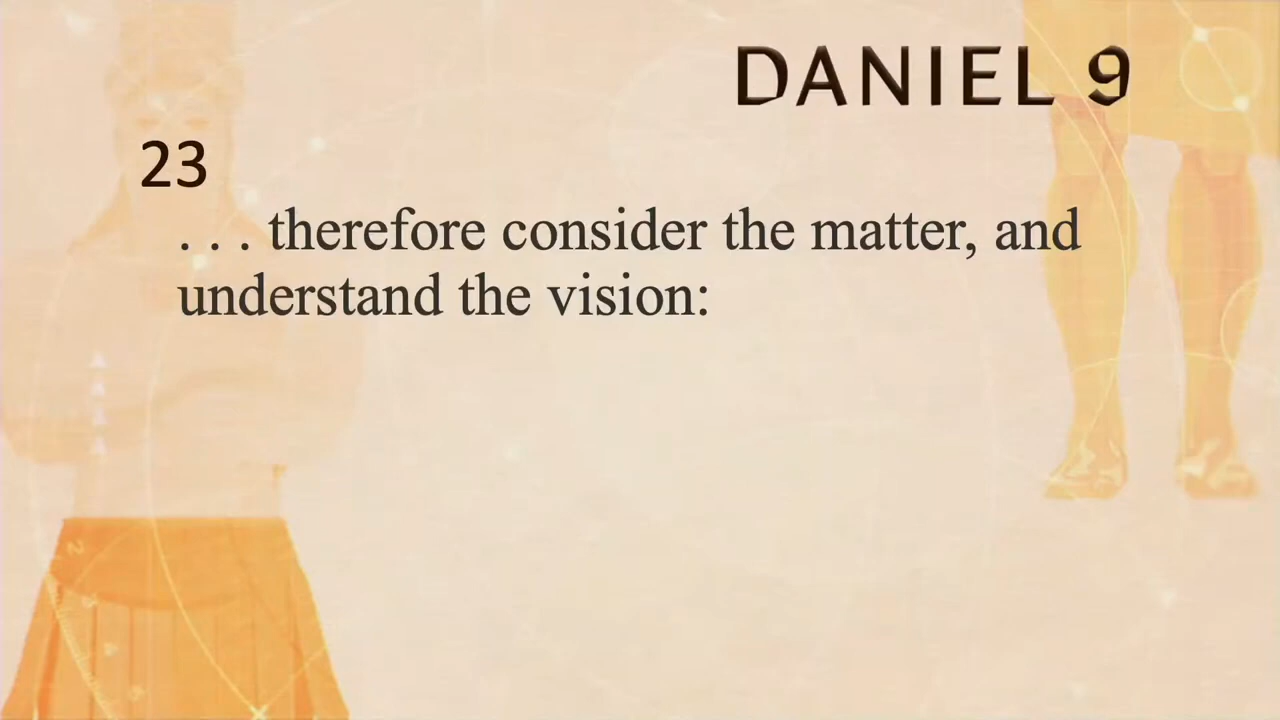 DANIEL 9
23
. . . therefore consider the matter, and
understand the vision: